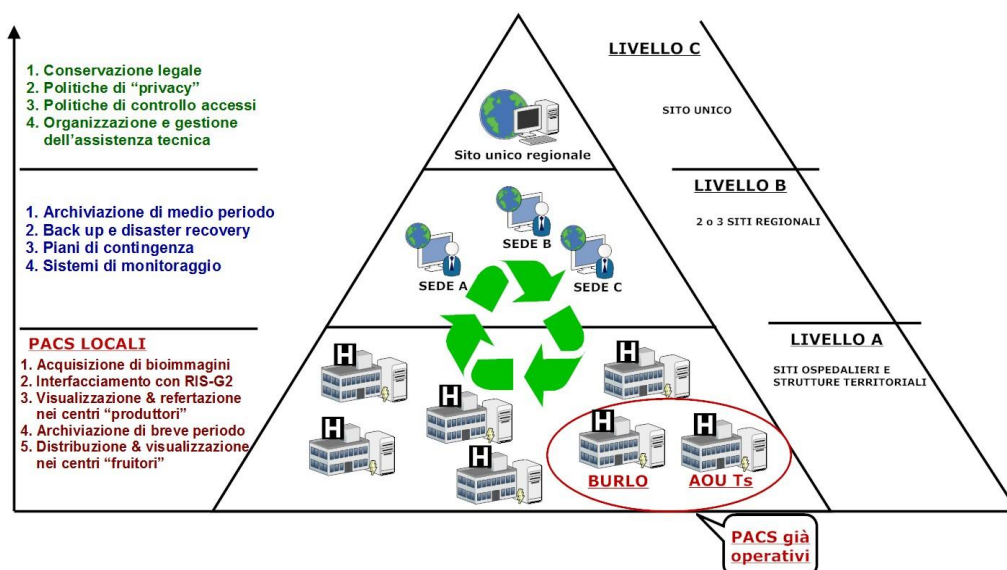 1. Conservazione legale
2. Politiche di “privacy”
3. Politiche di controllo accessi
4. Organizzazione e gestione
dell’assistenza tecnica
Sito unico regionale
LIVELLO C
SITO UNICO
1. Archiviazione di medio periodo
2. Back up e disaster recovery
3. Piani di contingenza
4. Sistemi di monitoraggio
SEDE A
SEDE B
SEDE C
LIVELLO B
2 o 3 SITI REGIONALI
PACS LOCALI
1. Acquisizione di bioimmagini
2. Interfacciamento con RIS-G2
3. Visualizzazione & refertazione
nei centri “produttori”
4. Archiviazione di breve periodo
5. Distribuzione & visualizzazione
nei centri “fruitori”
H
H
H
H
H
H
H
BURLO
AOU Ts
LIVELLO A
SITI OSPEDALIERI E
STRUTTURE TERRITORIALI
PACS già
operativi